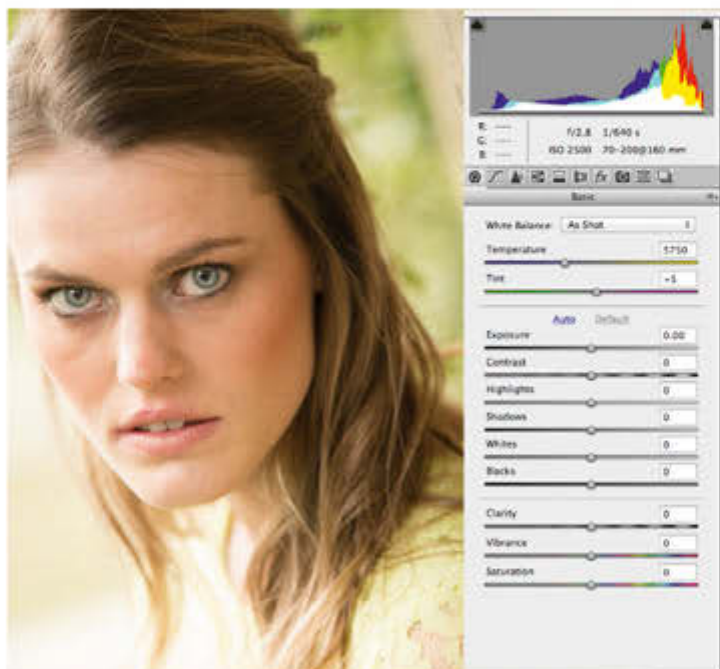 R: ---
G: ---
B: ---
f/2.8 1/640 s
ISO 2500 70-200@160 mm
fx
Basic
White Balance: As Shot
Temperature 5750
Tint +5
Auto Default
Exposure 0.00
Contrast 0
Highlights 0
Shadows 0
Whites 0
Blacks 0
Clarity 0
Vibrance 0
Saturation 0